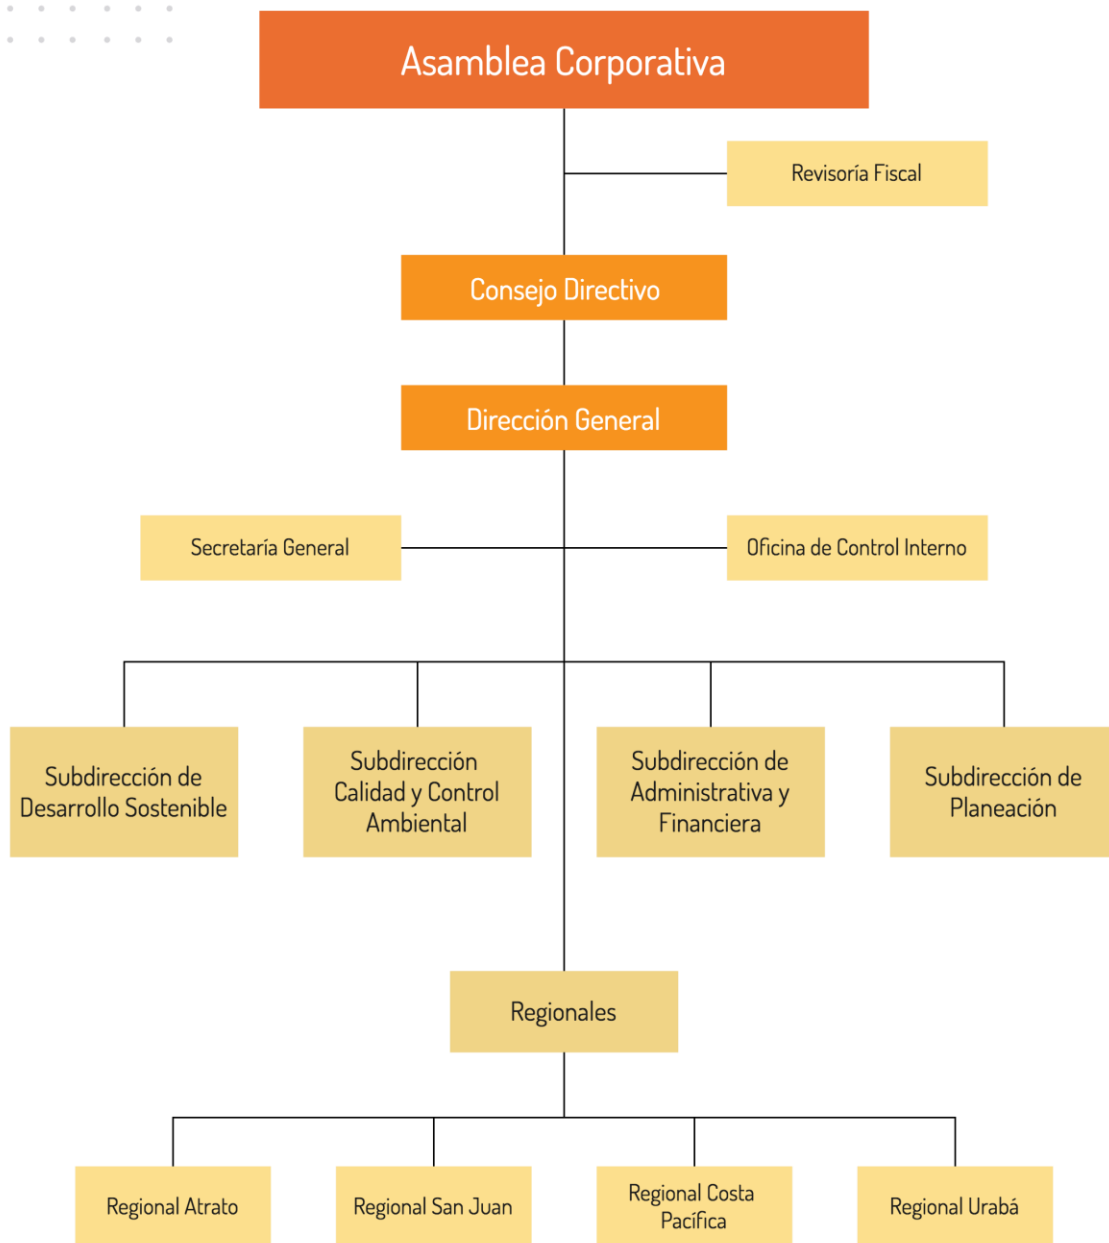 Asamblea Corporativa
Revisoría Fiscal
Consejo Directivo
Dirección General
Secretaría General
Oficina de Control Interno
Subdirección de
Desarrollo Sostenible
Subdirección
Calidad y Control
Ambiental
Subdirección de
Administrativa y
Financiera
Subdirección de
Planeación
Regionales
Regional Atrato
Regional San Juan
Regional Costa
Pacífica
Regional Urabá